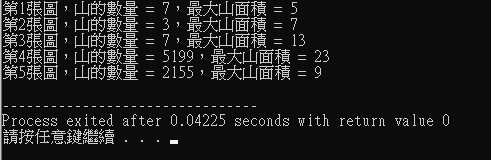 第1張圖，山的數量 = 7，最大山面積 = 5
第2張圖，山的數量 = 3，最大山面積 = 7
第3張圖，山的數量 = 7，最大山面積 = 13
第4張圖，山的數量 = 5199，最大山面積 = 23
第5張圖，山的數量 = 2155，最大山面積 = 9
--------------------------------
Process exited after 0.04225 seconds with return value 0
請按任意鍵繼續 . . .